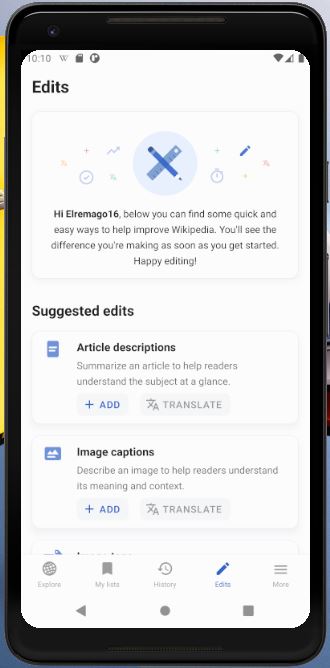 10:10 W
Edits
Hi Elremago16, below you can find some quick and
easy ways to help improve Wikipedia. You'll see the
difference you're making as soon as you get started.
Happy editing!
Suggested edits
Article descriptions
Summarize an article to help readers
understand the subject at a glance.
+ ADD TRANSLATE
Image captions
Describe an image to help readers understand
its meaning and context.
+ ADD TRANSLATE
Image tags
Explore My lists History Edits More